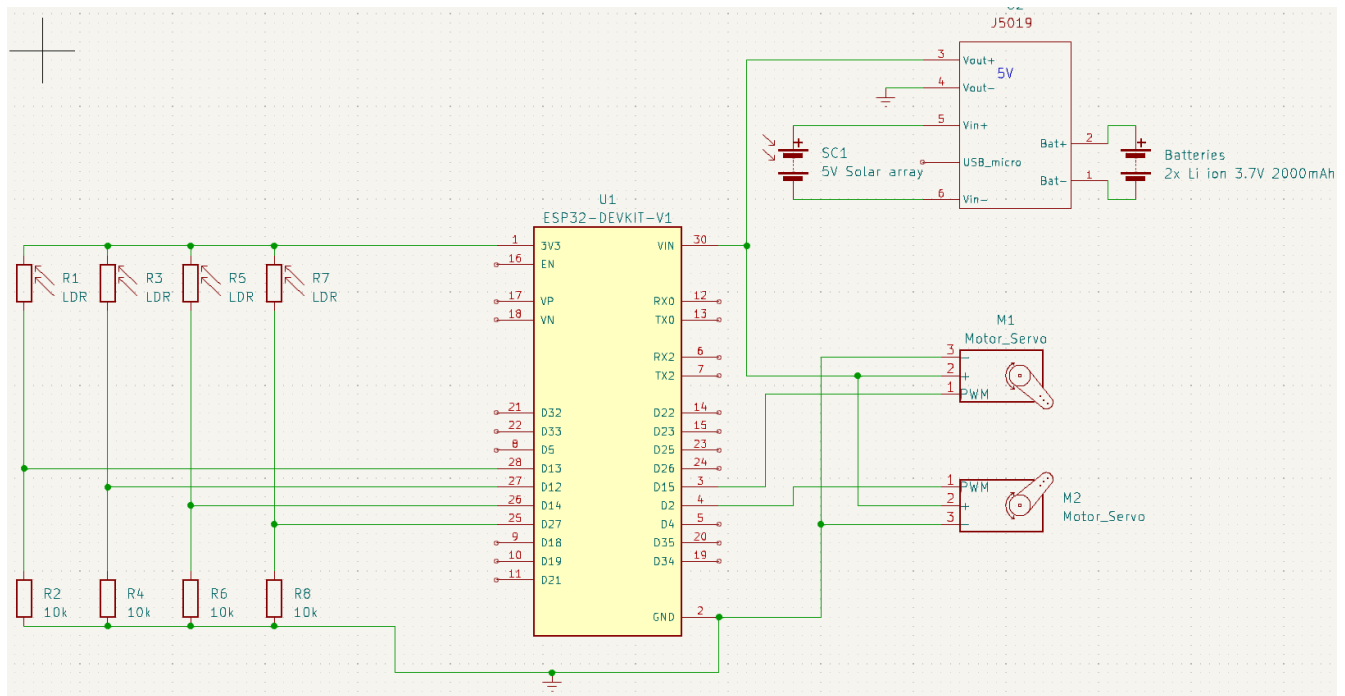 J5019
3 Vout+
5V
4 Vout-
5 Vin+
USB_micro
6 Vin-
Bat+ 2
Bat- 1
SC1
5V Solar array
Batteries
2x Li ion 3.7V 2000mAh
U1
ESP32-DEVKIT-V1
1 3V3
16 EN
17 VP
18 VN
21 D32
22 D33
8 D5
28 D13
27 D12
26 D14
25 D27
9 D18
10 D19
11 D21
VIN 30
RX0 12
TX0 13
RX2 6
TX2 7
D22 14
D23 15
D25 23
D26 24
D15 3
D2 4
D4 5
D35 20
D34 19
GND 2
R1
LDR
R3
LDR
R5
LDR
R7
LDR
R2
10k
R4
10k
R6
10k
R8
10k
M1
Motor_Servo
3 -
2 +
1 PWM
1 PWM
2 +
3 -
M2
Motor_Servo